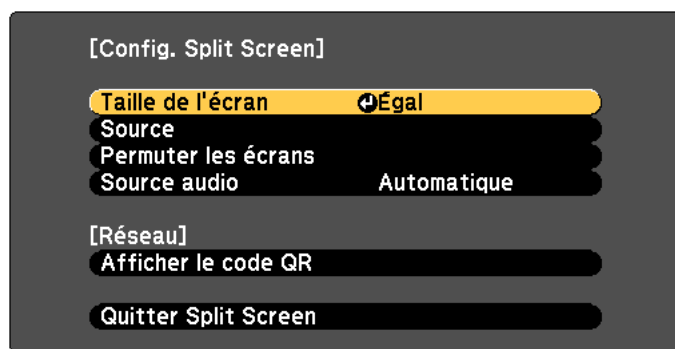 [Config. Split Screen]
Taille de l'écran Égal
Source
Permuter les écrans
Source audio Automatique
[Réseau]
Afficher le code QR
Quitter Split Screen